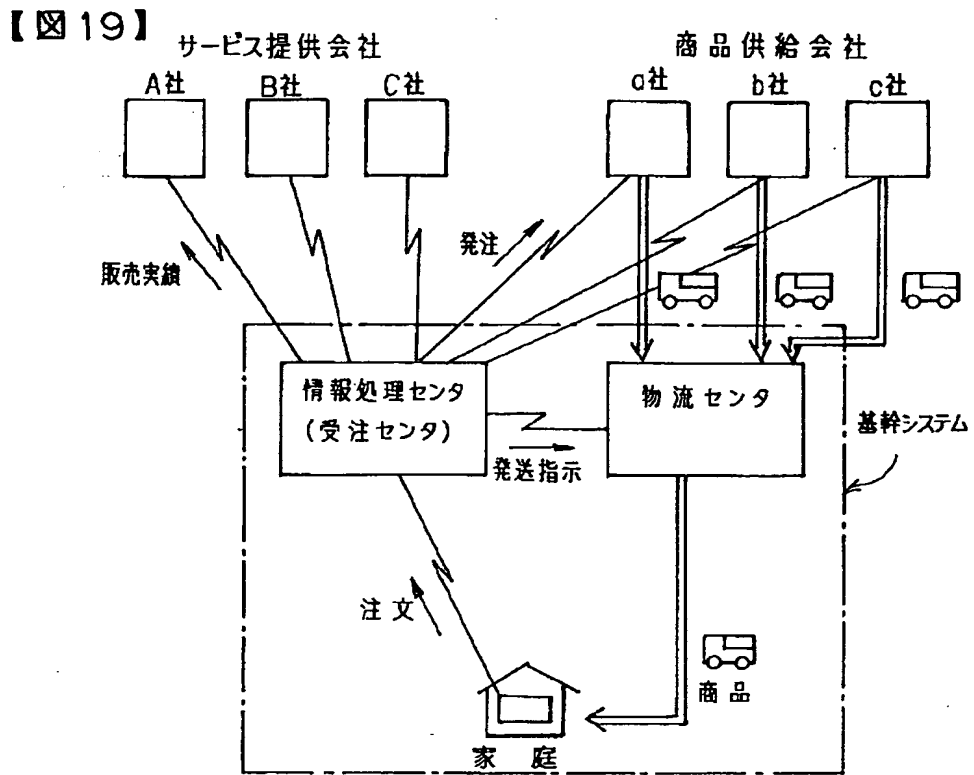 【図19】
サービス提供会社
商品供給会社
A社
B社
C社
a社
b社
c社
発注
販売実績
情報処理センタ
(受注センタ)
物流センタ
基幹システム
発送指示
注文
商品
家庭